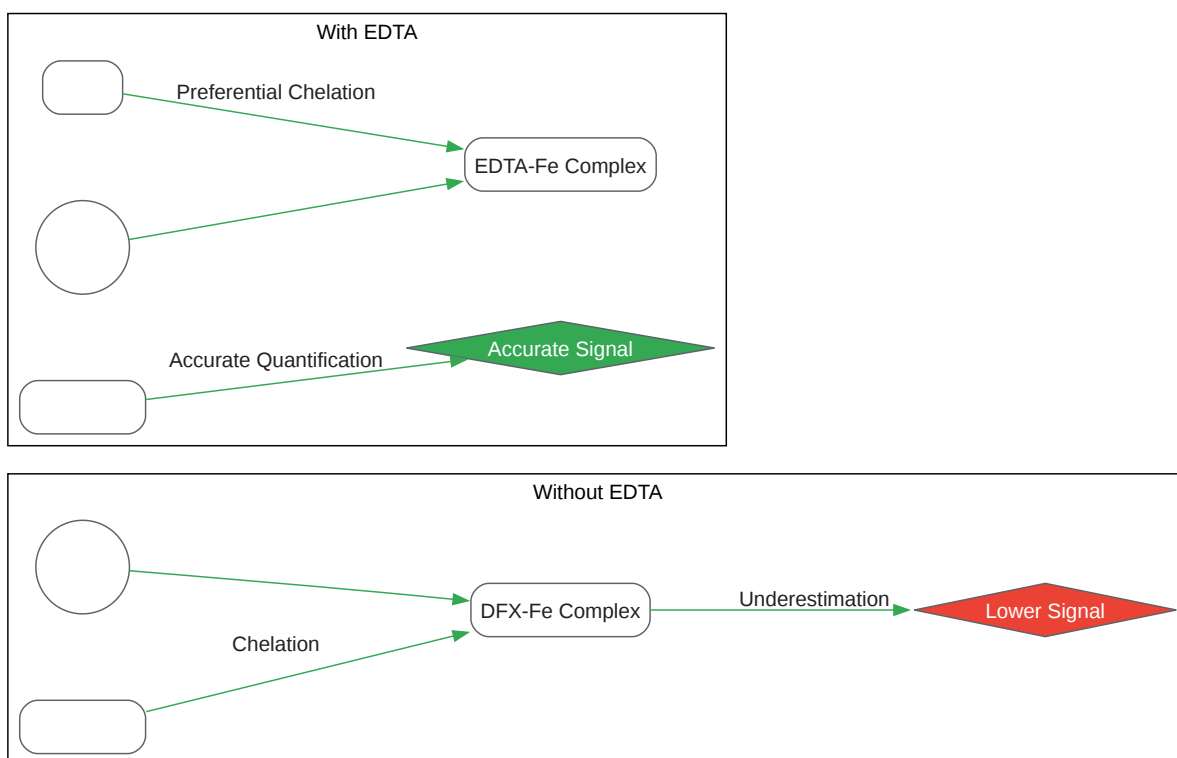 With EDTA
Preferential Chelation
EDTA-Fe Complex
Accurate Signal
Accurate Quantification
Without EDTA
DFX-Fe Complex
Underestimation
Lower Signal
Chelation